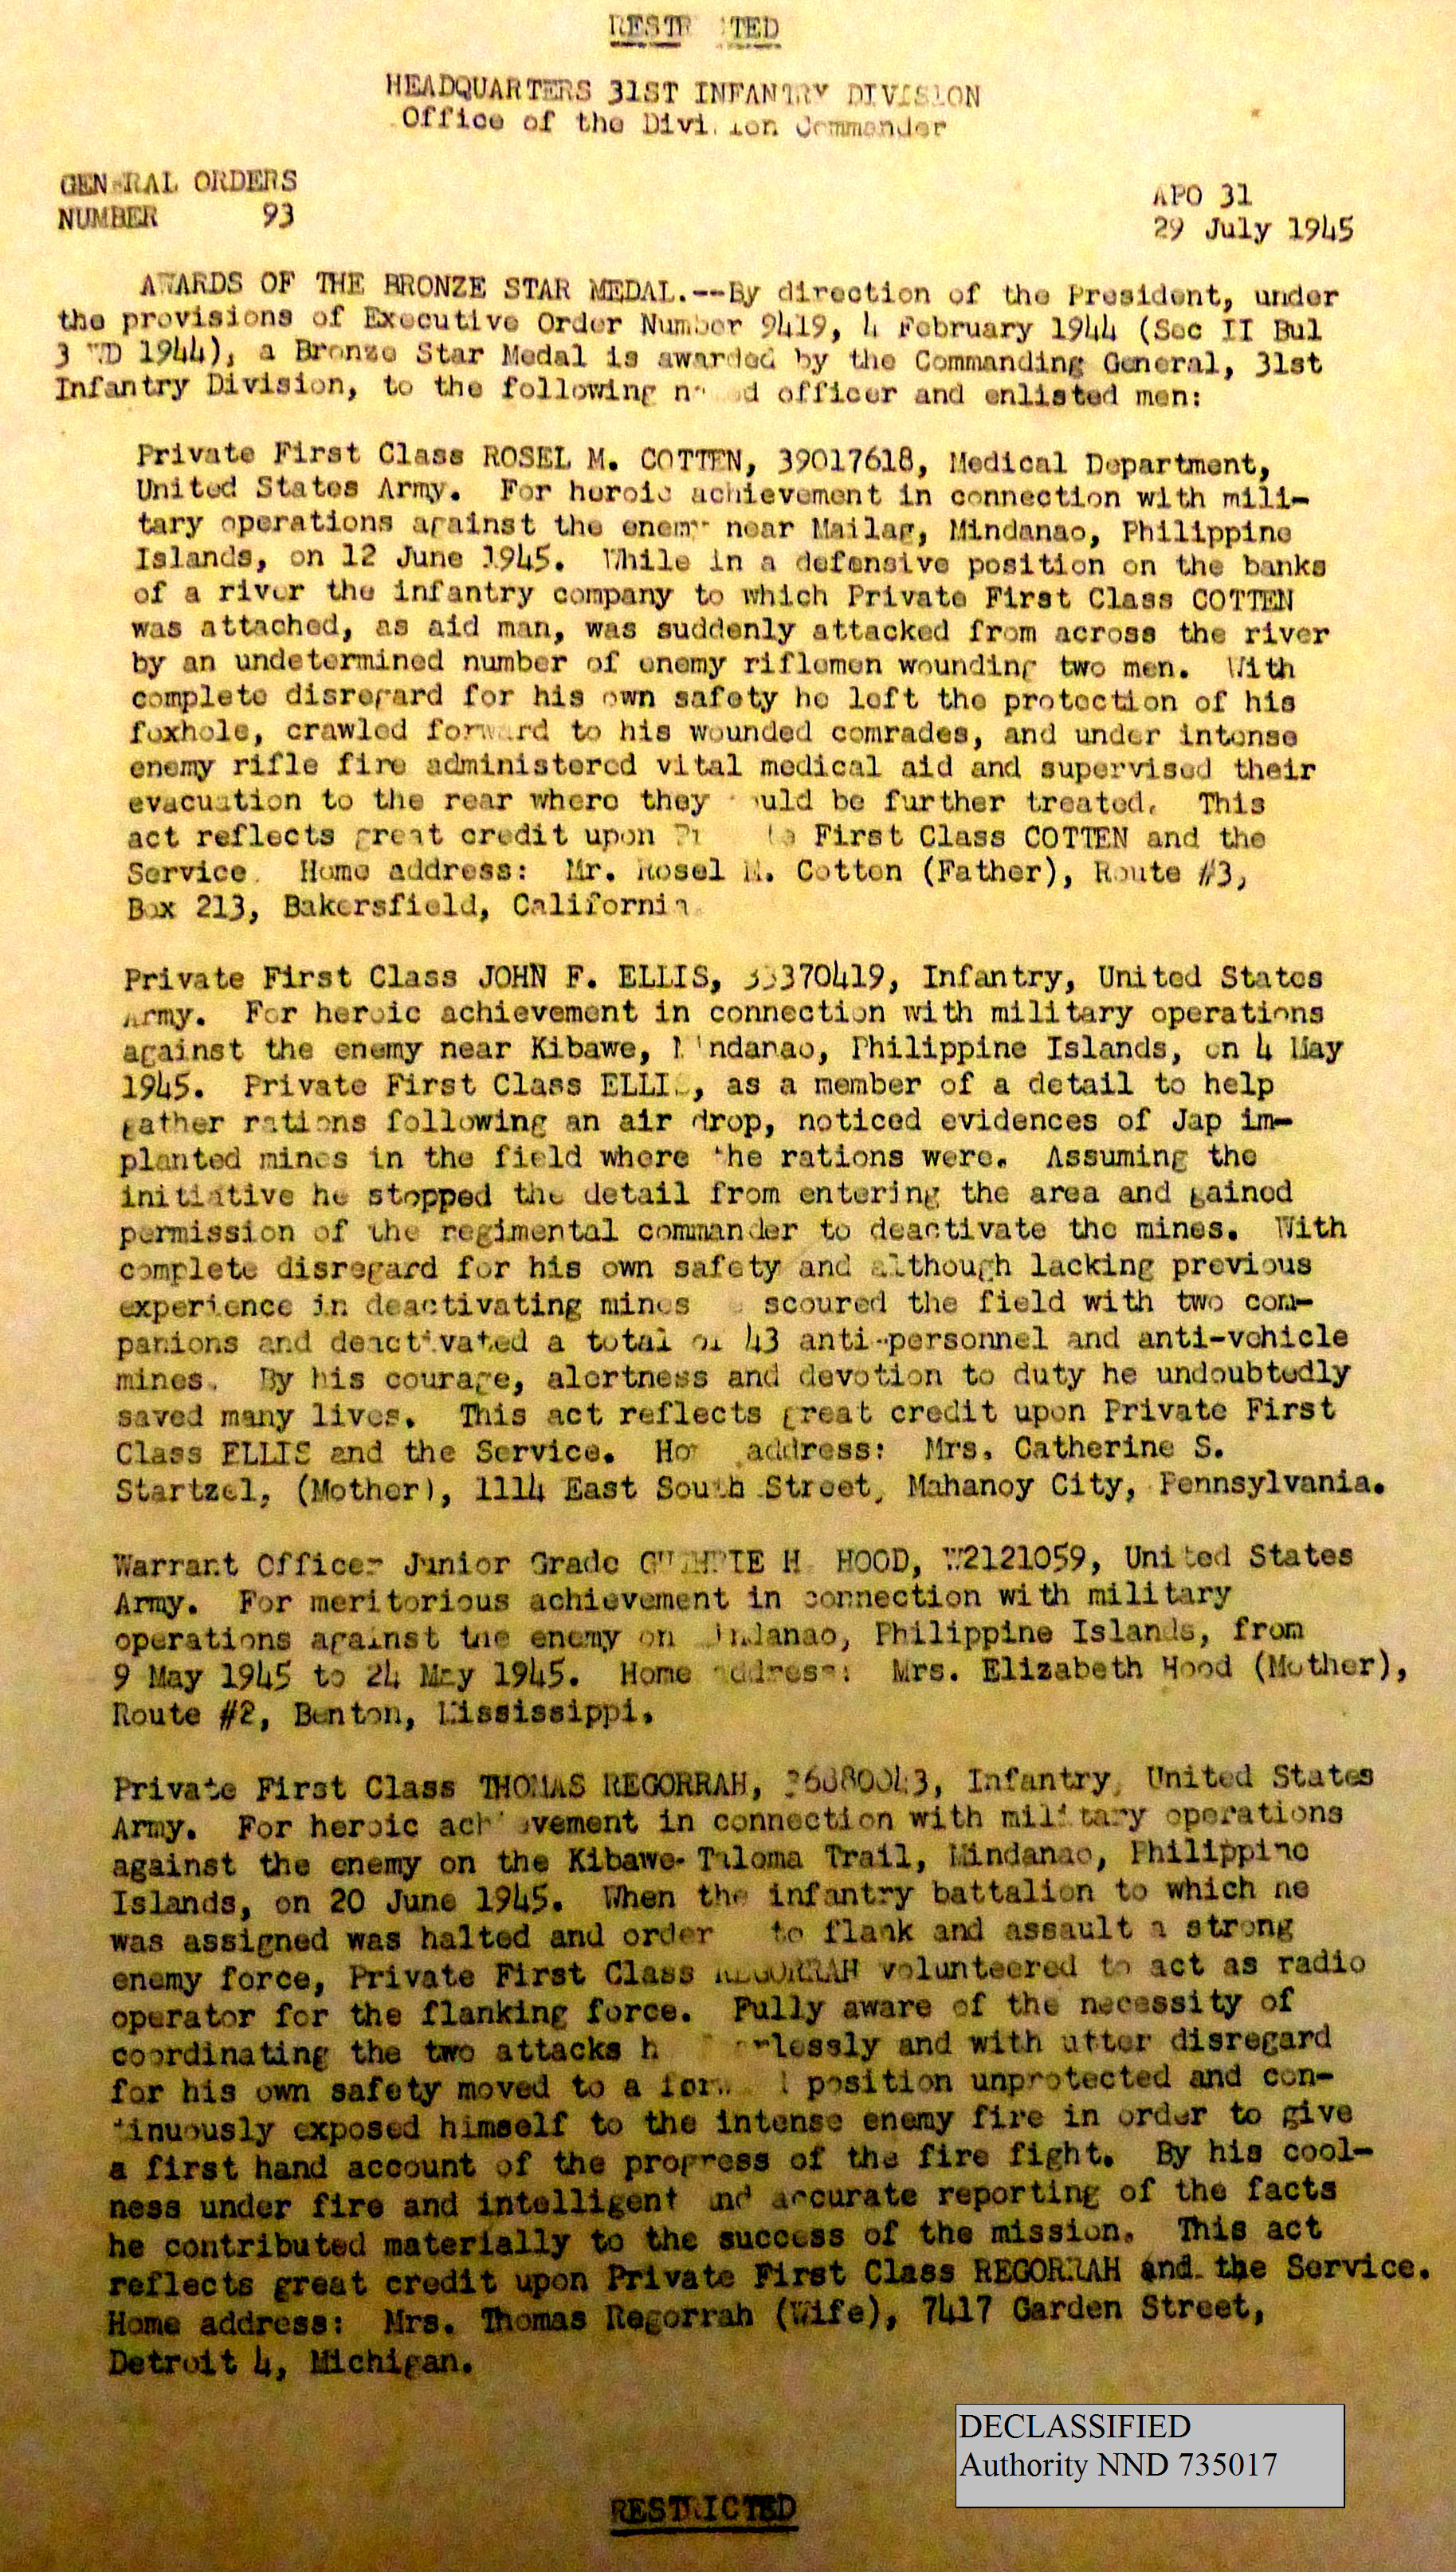 RESTRICTED
HEADQUARTERS 31ST INFANTRY DIVISION
Office of the Division Commander
GENERAL ORDERS
NUMBER 93
APO 31
29 July 1945
AWARDS OF THE BRONZE STAR MEDAL.--By direction of the President, under
the provisions of Executive Order Number 9419, 4 February 1944 (Sec II Bul
3 WD 1944), a Bronze Star Medal is awarded by the Commanding General, 31st
Infantry Division, to the following named officer and enlisted men:
Private First Class ROSEL M. COTTEN, 39017618, Medical Department,
United States Army. For heroic achievement in connection with mili-
tary operations against the enemy near Mailag, Mindanao, Philippine
Islands, on 12 June 1945. While in a defensive position on the banks
of a river the infantry company to which Private First Class COTTEN
was attached, as aid man, was suddenly attacked from across the river
by an undetermined number of enemy riflemen wounding two men. With
complete disregard for his own safety he left the protection of his
foxhole, crawled forward to his wounded comrades, and under intense
enemy rifle fire administered vital medical aid and supervised their
evacuation to the rear where they could be further treated. This
act reflects great credit upon Private First Class COTTEN and the
Service. Home address: Mr. Rosel M. Cotton (Father), Route #3,
Box 213, Bakersfield, California.
Private First Class JOHN F. ELLIS, 33370419, Infantry, United States
Army. For heroic achievement in connection with military operations
against the enemy near Kibawe, Mindanao, Philippine Islands, on 4 May
1945. Private First Class ELLIS, as a member of a detail to help
gather rations following an air drop, noticed evidences of Jap im-
planted mines in the field where the rations were. Assuming the
initiative he stopped the detail from entering the area and gained
permission of the regimental commander to deactivate the mines. With
complete disregard for his own safety and although lacking previous
experience in deactivating mines he scoured the field with two com-
panions and deactivated a total of 43 anti-personnel and anti-vehicle
mines. By his courage, alertness and devotion to duty he undoubtedly
saved many lives. This act reflects great credit upon Private First
Class ELLIS and the Service. Home address: Mrs. Catherine S.
Startzel, (Mother), 1114 East South Street, Mahanoy City, Pennsylvania.
Warrant Officer Junior Grade H HOOD, W2121059, United States
Army. For meritorious achievement in connection with military
operations against the enemy on Mindanao, Philippine Islands, from
9 May 1945 to 24 May 1945. Home address: Mrs. Elizabeth Hood (Mother),
Route #2, Benton, Mississippi.
Private First Class THOMAS REGORRAH, Infantry, United States
Army. For heroic achievement in connection with military operations
against the enemy on the Kibawe-Taloma Trail, Mindanao, Philippine
Islands, on 20 June 1945. When the infantry battalion to which he
was assigned was halted and ordered to flank and assault a strong
enemy force, Private First Class REGORRAH volunteered to act as radio
operator for the flanking force. Fully aware of the necessity of
coordinating the two attacks he fearlessly and with utter disregard
for his own safety moved to a forward position unprotected and con-
tinuously exposed himself to the intense enemy fire in order to give
a first hand account of the progress of the fire fight. By his cool-
ness under fire and intelligent and accurate reporting of the facts
he contributed materially to the success of the mission. This act
reflects great credit upon Private First Class REGORRAH and the Service.
Home address: Mrs. Thomas Regorrah (Wife), 7417 Garden Street,
Detroit 4, Michigan.
DECLASSIFIED
Authority NND 735017
RESTRICTED